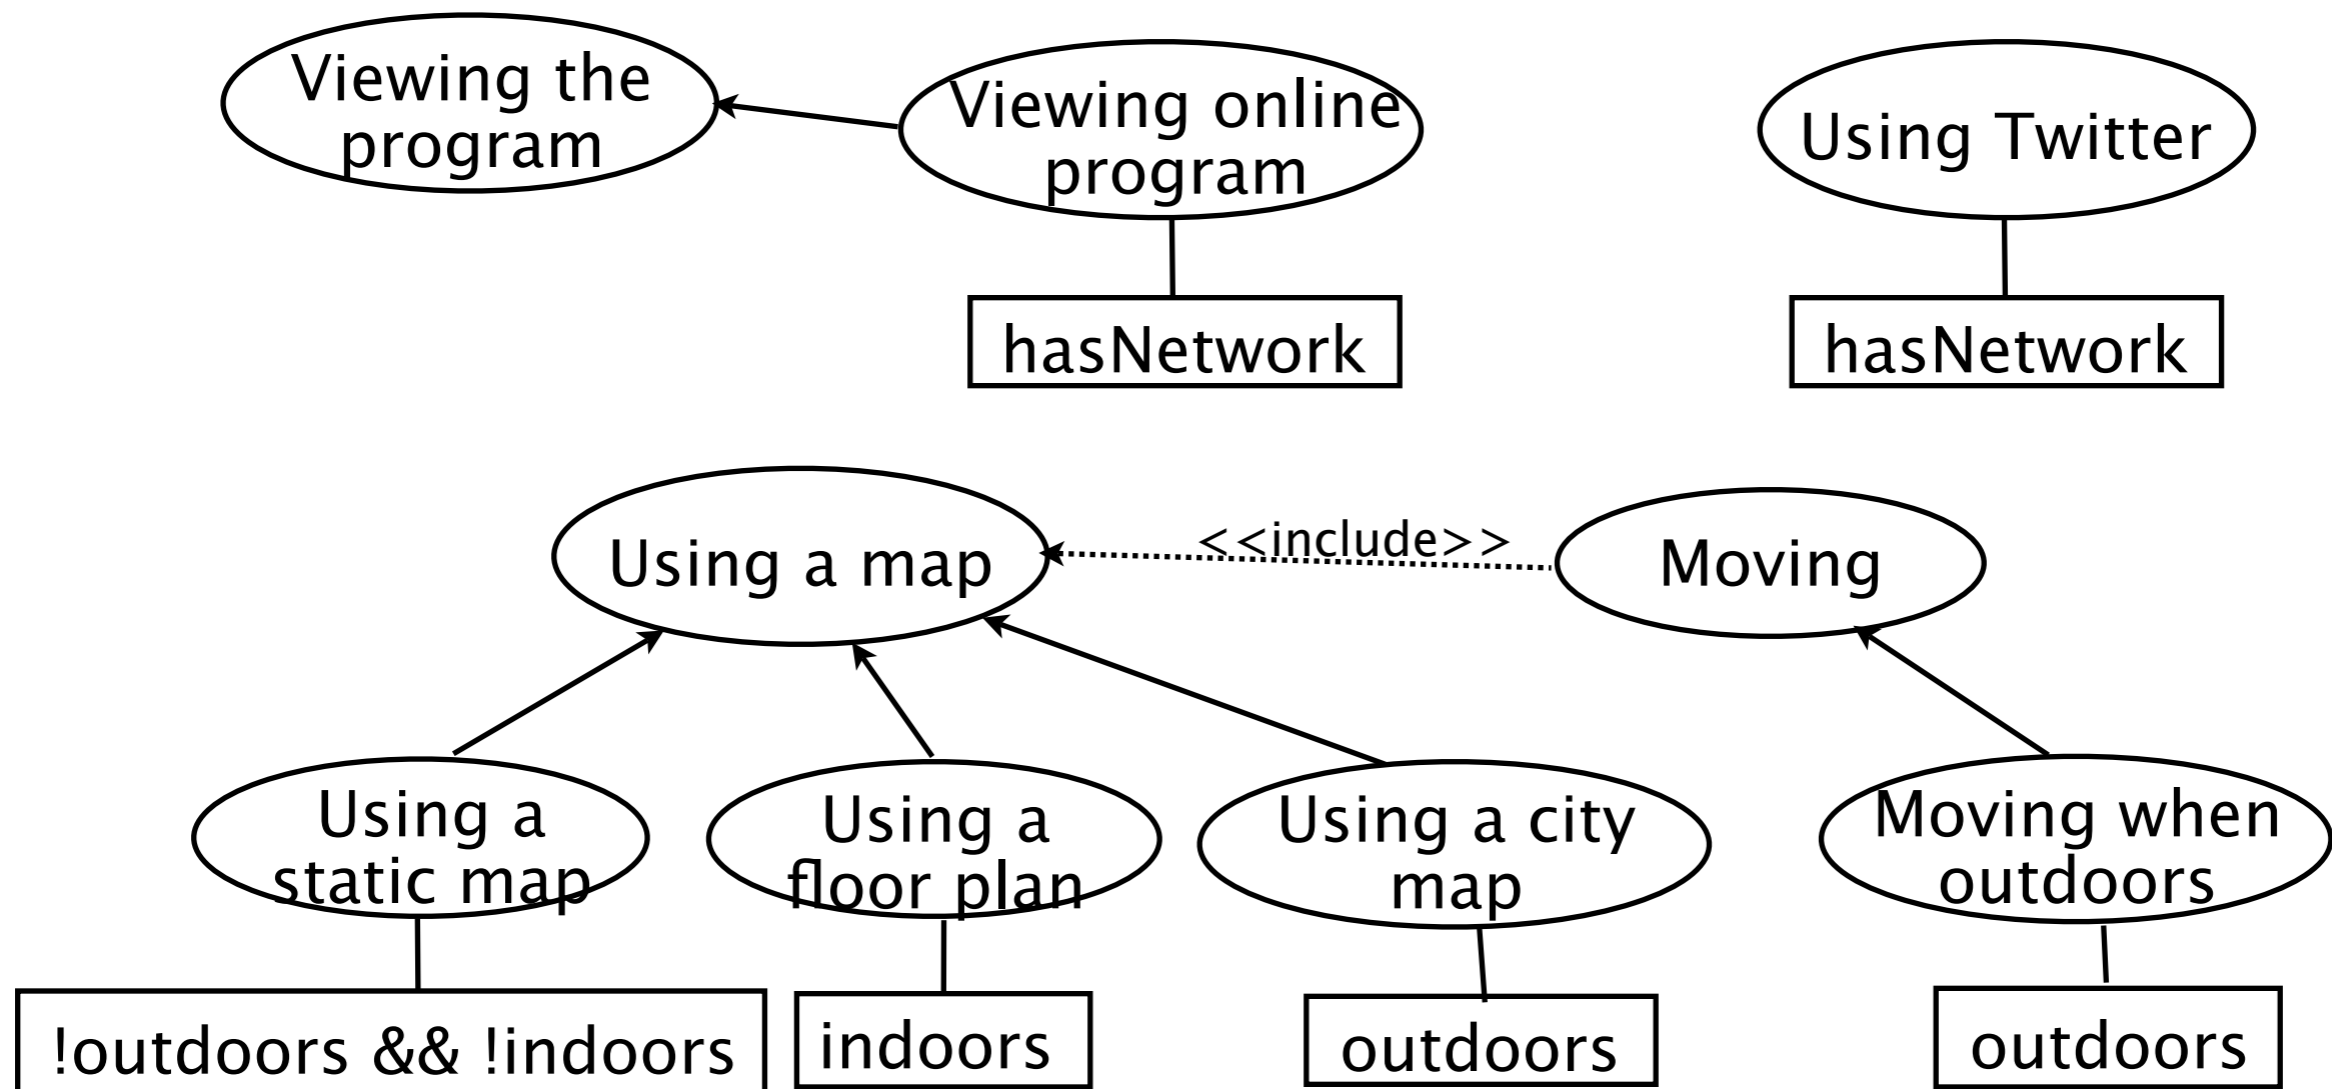 Viewing the
program
Viewing online
program
Using Twitter
hasNetwork
hasNetwork
Using a map
<<include>>
Moving
Using a
static map
Using a
floor plan
Using a city
map
Moving when
outdoors
!outdoors && !indoors
indoors
outdoors
outdoors